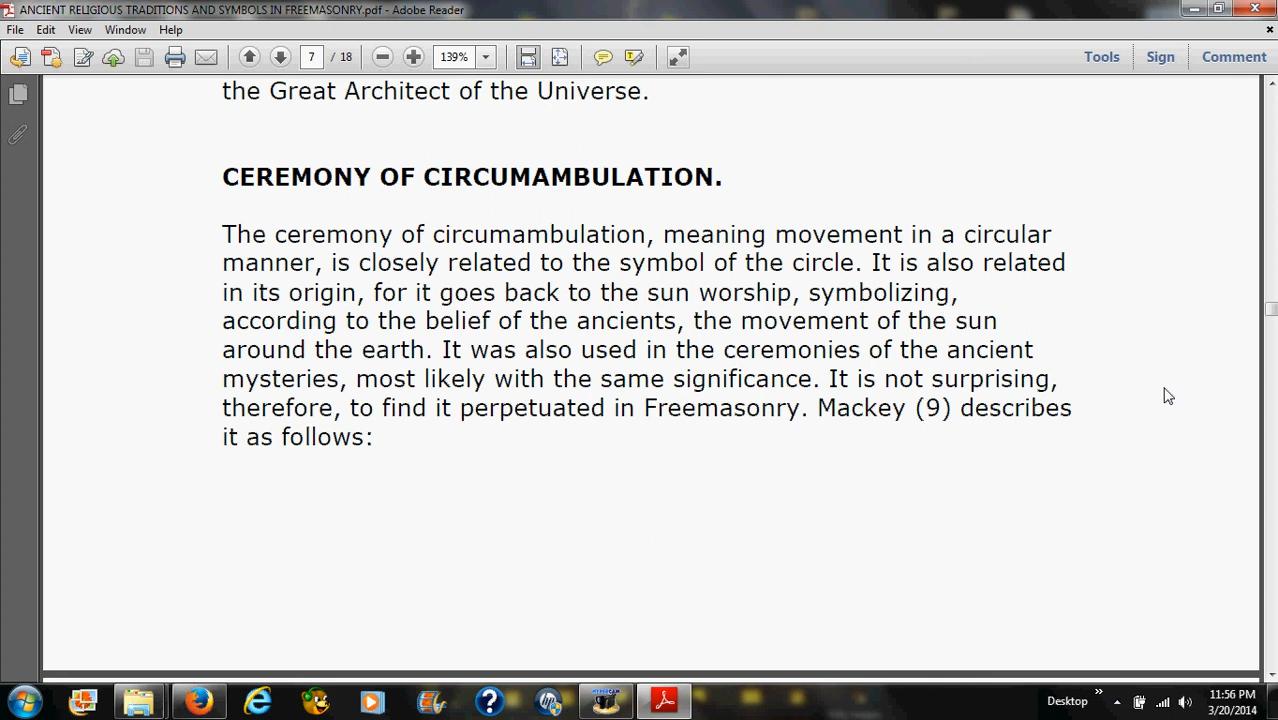 ANCIENT RELIGIOUS TRADITIONS AND SYMBOLS IN FREEMASONRY.pdf - Adobe Reader
File Edit View Window Help
7 / 18 139% Tools Sign Comment
the Great Architect of the Universe.
CEREMONY OF CIRCUMAMBULATION.
The ceremony of circumambulation, meaning movement in a circular
manner, is closely related to the symbol of the circle. It is also related
in its origin, for it goes back to the sun worship, symbolizing,
according to the belief of the ancients, the movement of the sun
around the earth. It was also used in the ceremonies of the ancient
mysteries, most likely with the same significance. It is not surprising,
therefore, to find it perpetuated in Freemasonry. Mackey (9) describes
it as follows:
HYPERCAM
Desktop
11:56 PM
3/20/2014